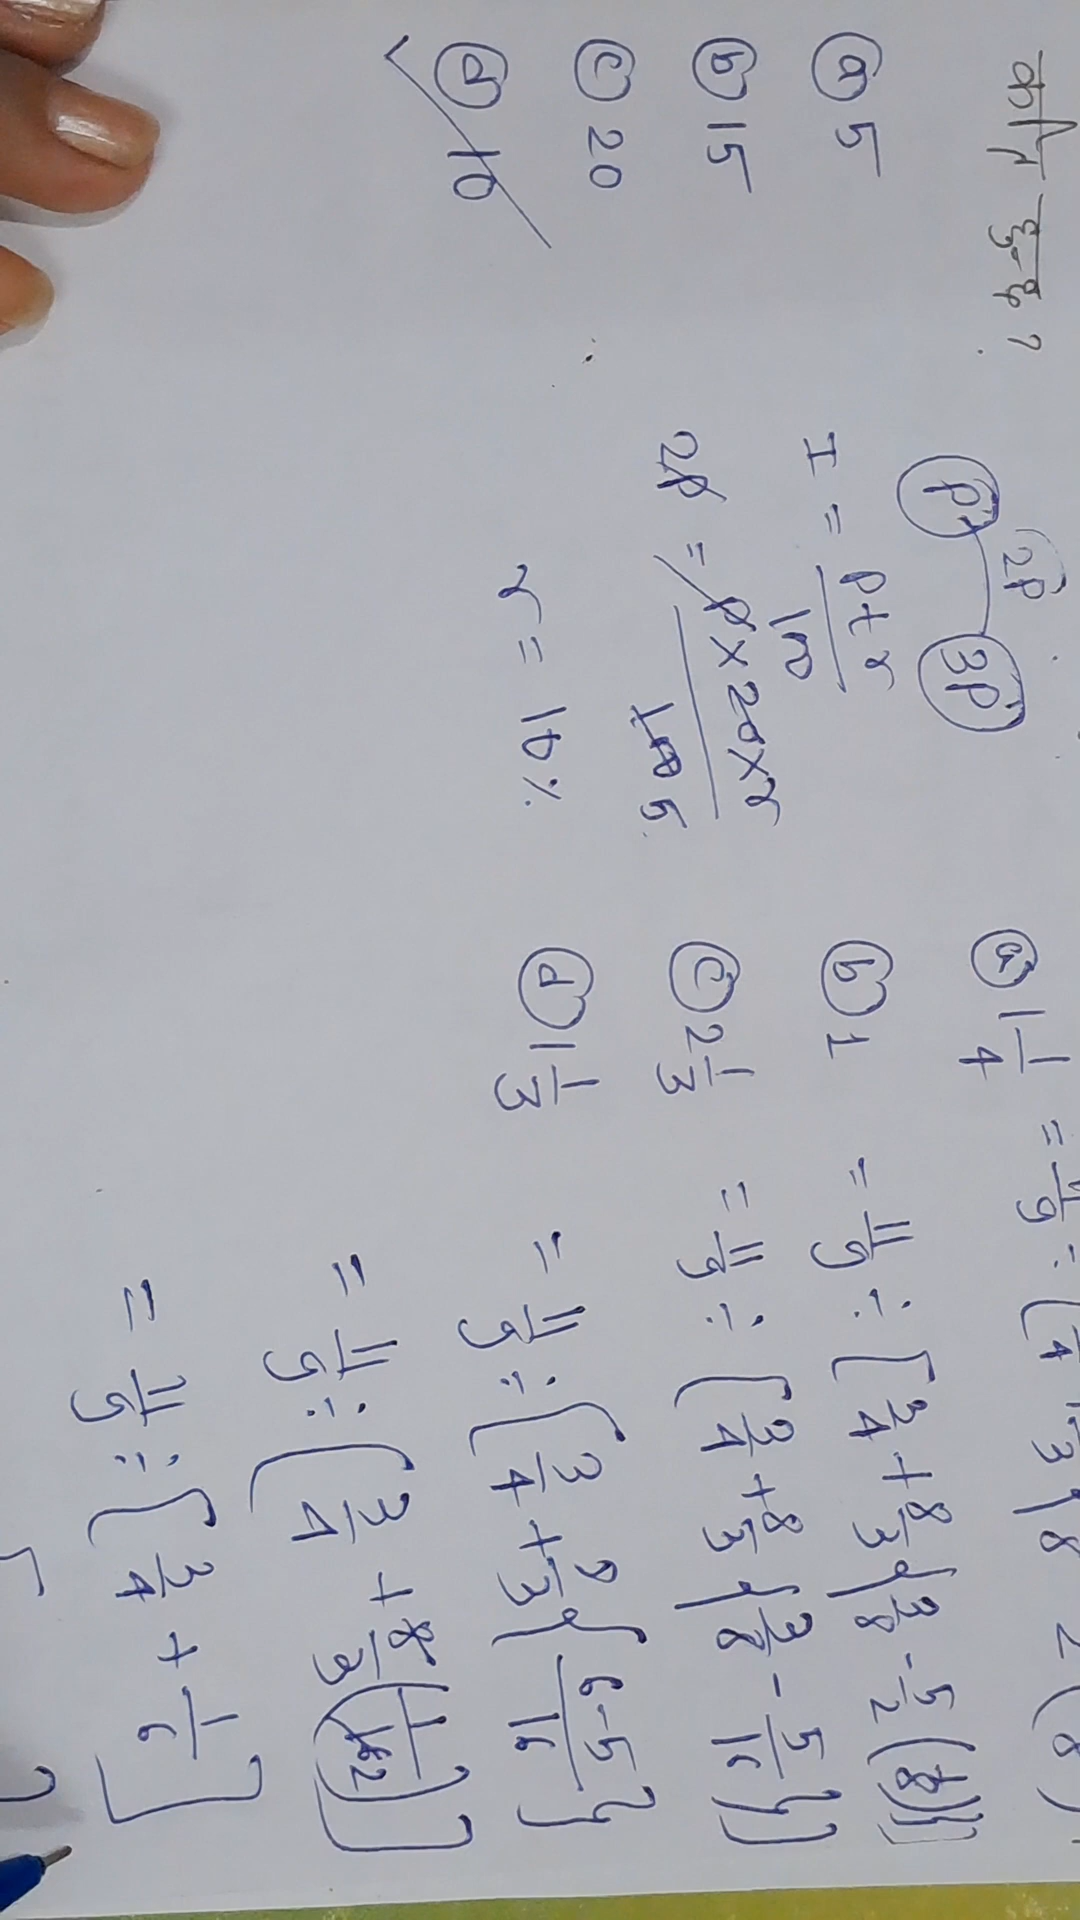 कौन हु-ई ?
(a) 5
(b) 15
(c) 20
(d) 10
2P
P 3P
I = ptr/100
2p = p×20×r/100 5
r = 10%
(a) 1 1/4
(b) 1
(c) 2 1/3
(d) 1 1/3
= 11/9 ÷ [3/4 + 8/3 {3/8 - 5/2 (1/8)}]
= 11/9 ÷ [3/4 + 8/3 {3/8 - 5/16}]
= 11/9 ÷ [3/4 + 8/3 {6-5/16}]
= 11/9 ÷ [3/4 + 8/3 (1/16 2)]
= 11/9 ÷ [3/4 + 1/6]